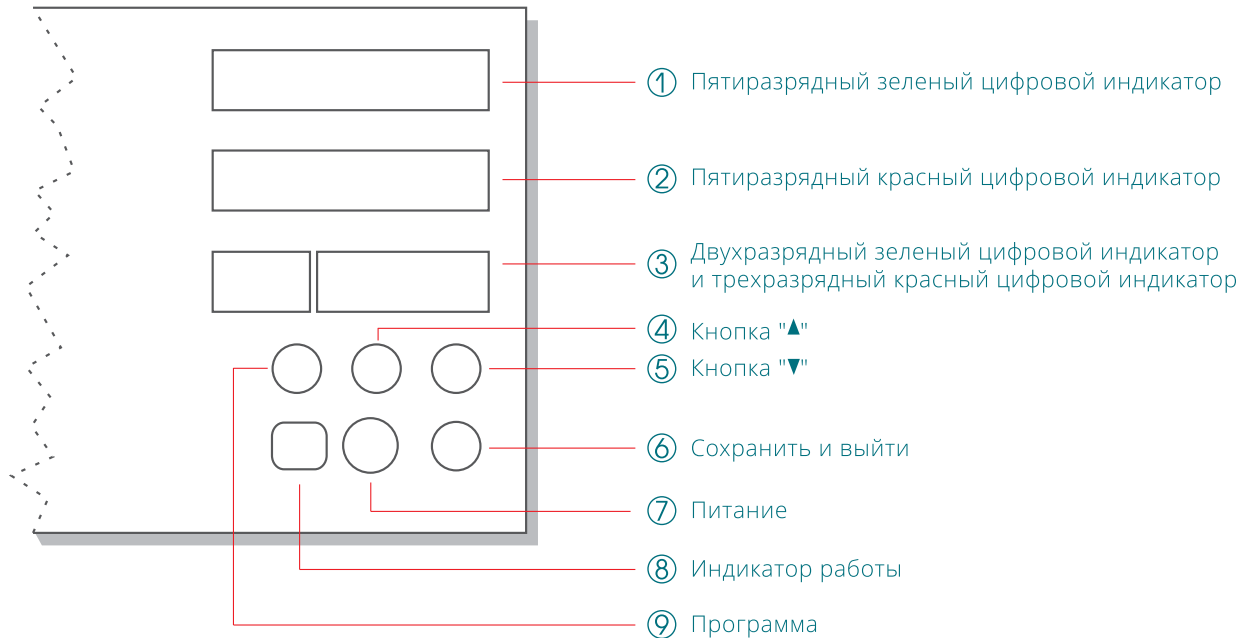 ① Пятиразрядный зеленый цифровой индикатор
② Пятиразрядный красный цифровой индикатор
③ Двухразрядный зеленый цифровой индикатор
и трехразрядный красный цифровой индикатор
④ Кнопка "▲"
⑤ Кнопка "▼"
⑥ Сохранить и выйти
⑦ Питание
⑧ Индикатор работы
⑨ Программа